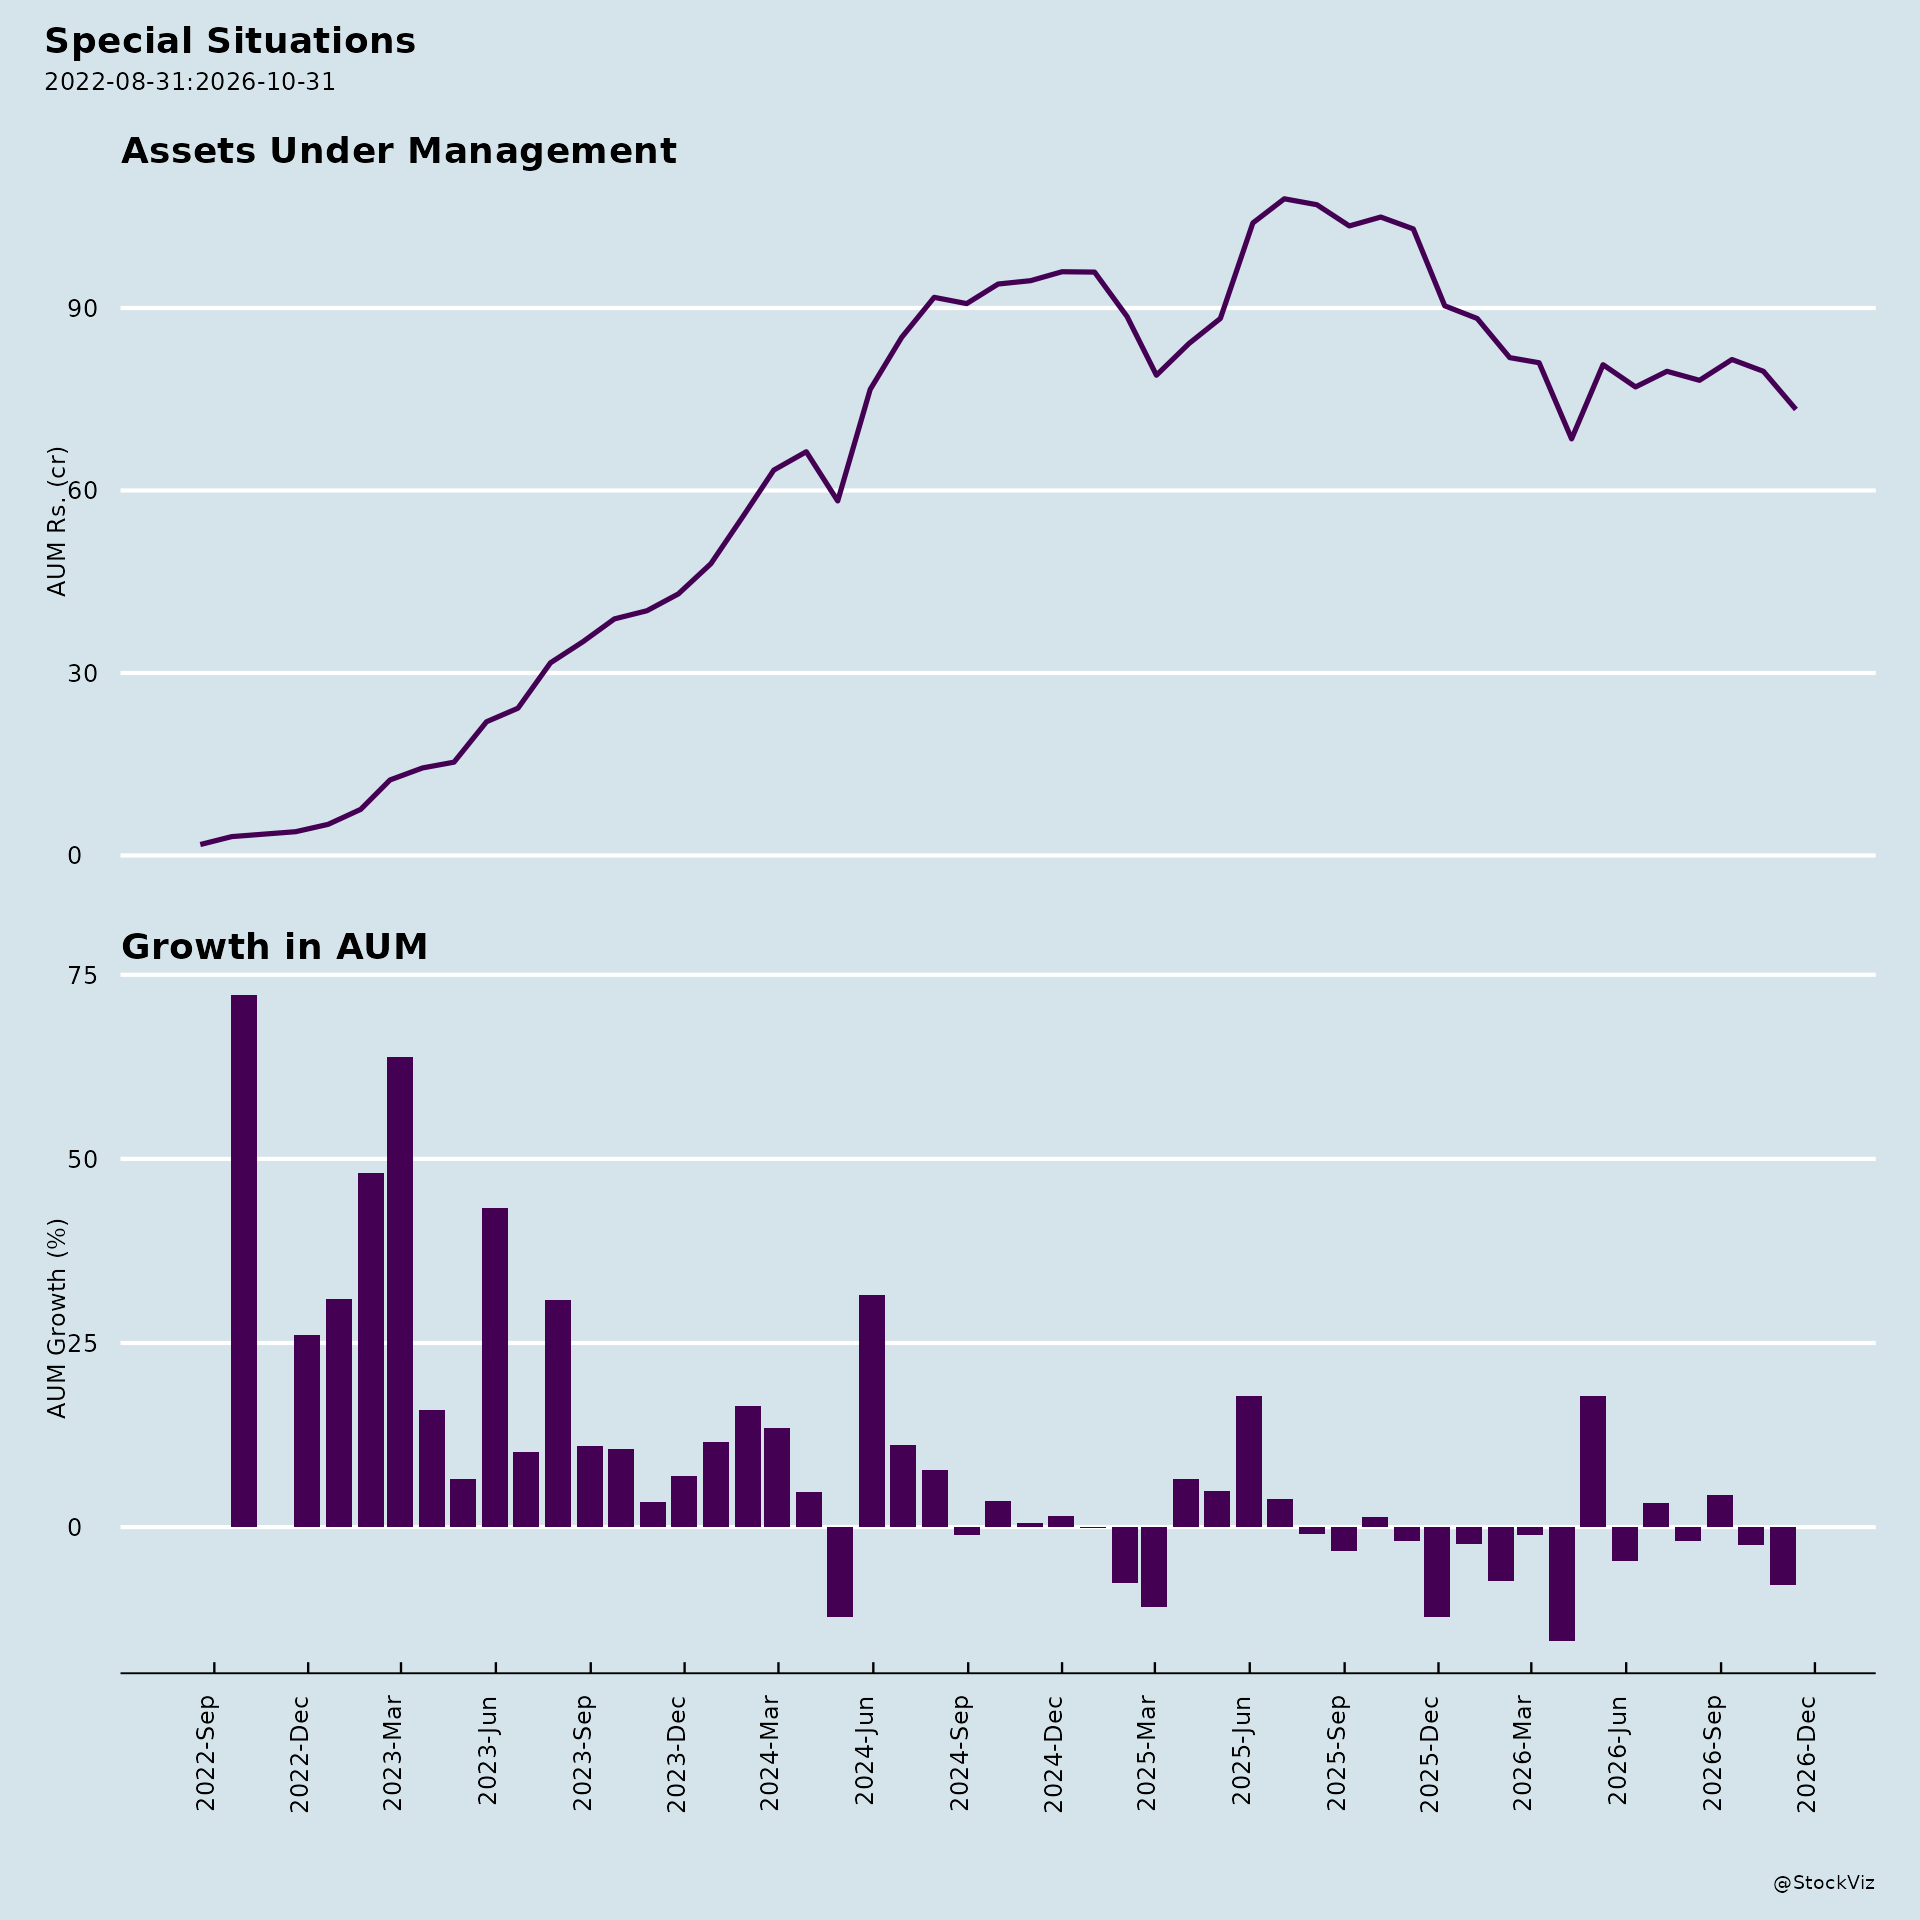 Special Situations
2022-08-31:2026-10-31
Assets Under Management
AUM Rs. (cr)
90
60
30
0
Growth in AUM
AUM Growth (%)
75
50
25
0
2022-Sep
2022-Dec
2023-Mar
2023-Jun
2023-Sep
2023-Dec
2024-Mar
2024-Jun
2024-Sep
2024-Dec
2025-Mar
2025-Jun
2025-Sep
2025-Dec
2026-Mar
2026-Jun
2026-Sep
2026-Dec
@StockViz